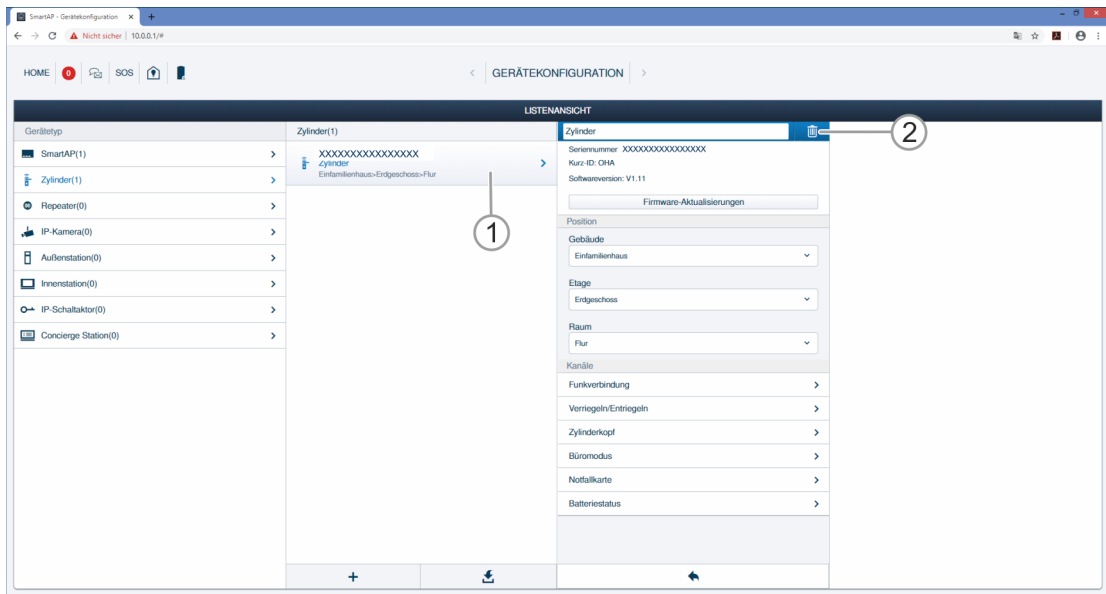 SmartAP - Gerätekonfiguration
Nicht sicher | 10.0.0.1/#
HOME 0 SOS
GERÄTEKONFIGURATION
LISTENANSICHT
Gerätetyp
SmartAP(1)
Zylinder(1)
Repeater(0)
IP-Kamera(0)
Außenstation(0)
Innenstation(0)
IP-Schaltaktor(0)
Concierge Station(0)
Zylinder(1)
XXXXXXXXXXXXXXXX
Zylinder
Einfamilienhaus>Erdgeschoss>Flur
1
Zylinder
2
Seriennummer XXXXXXXXXXXXXXXX
Kurz-ID: OHA
Softwareversion: V1.11
Firmware-Aktualisierungen
Position
Gebäude
Einfamilienhaus
Etage
Erdgeschoss
Raum
Flur
Kanäle
Funkverbindung
Verriegeln/Entriegeln
Zylinderkopf
Büromodus
Notfallkarte
Batteriestatus